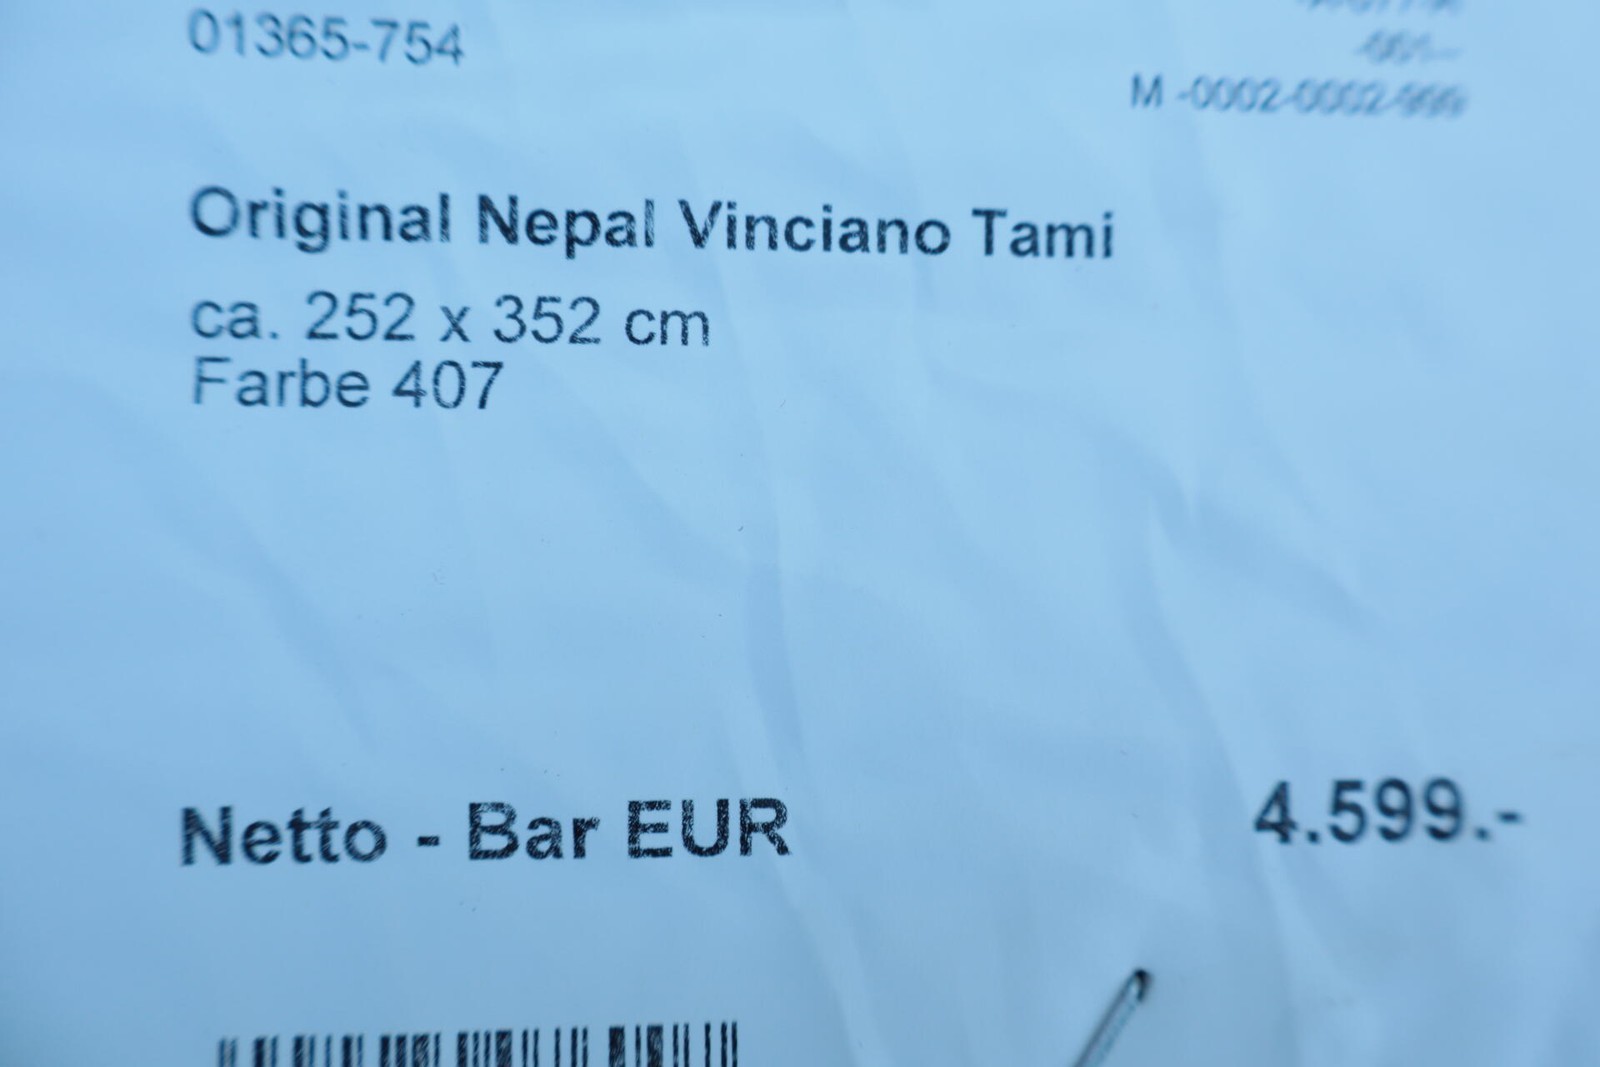 01365-754
M -0002-0002-999
Original Nepal Vinciano Tami
ca. 252 x 352 cm
Farbe 407
Netto - Bar EUR 4.599.-